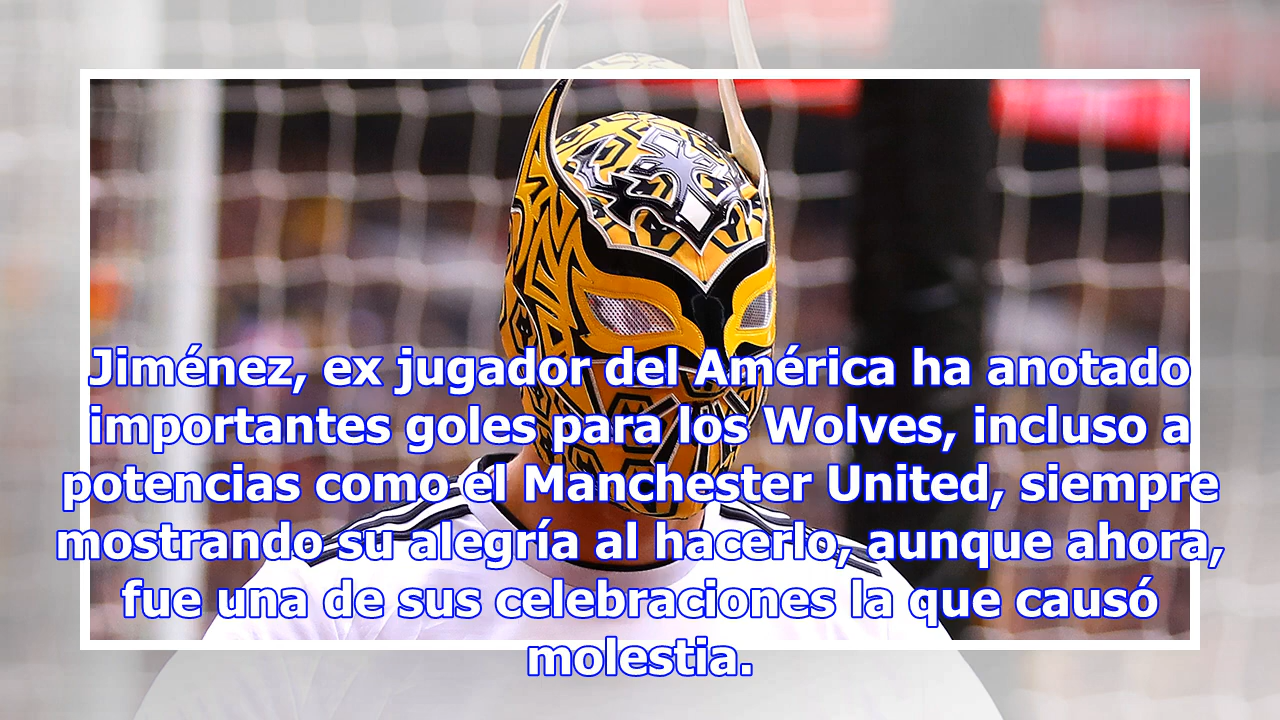 Jiménez, ex jugador del América ha anotado
importantes goles para los Wolves, incluso a
potencias como el Manchester United, siempre
mostrando su alegría al hacerlo, aunque ahora,
fue una de sus celebraciones la que causó
molestia.